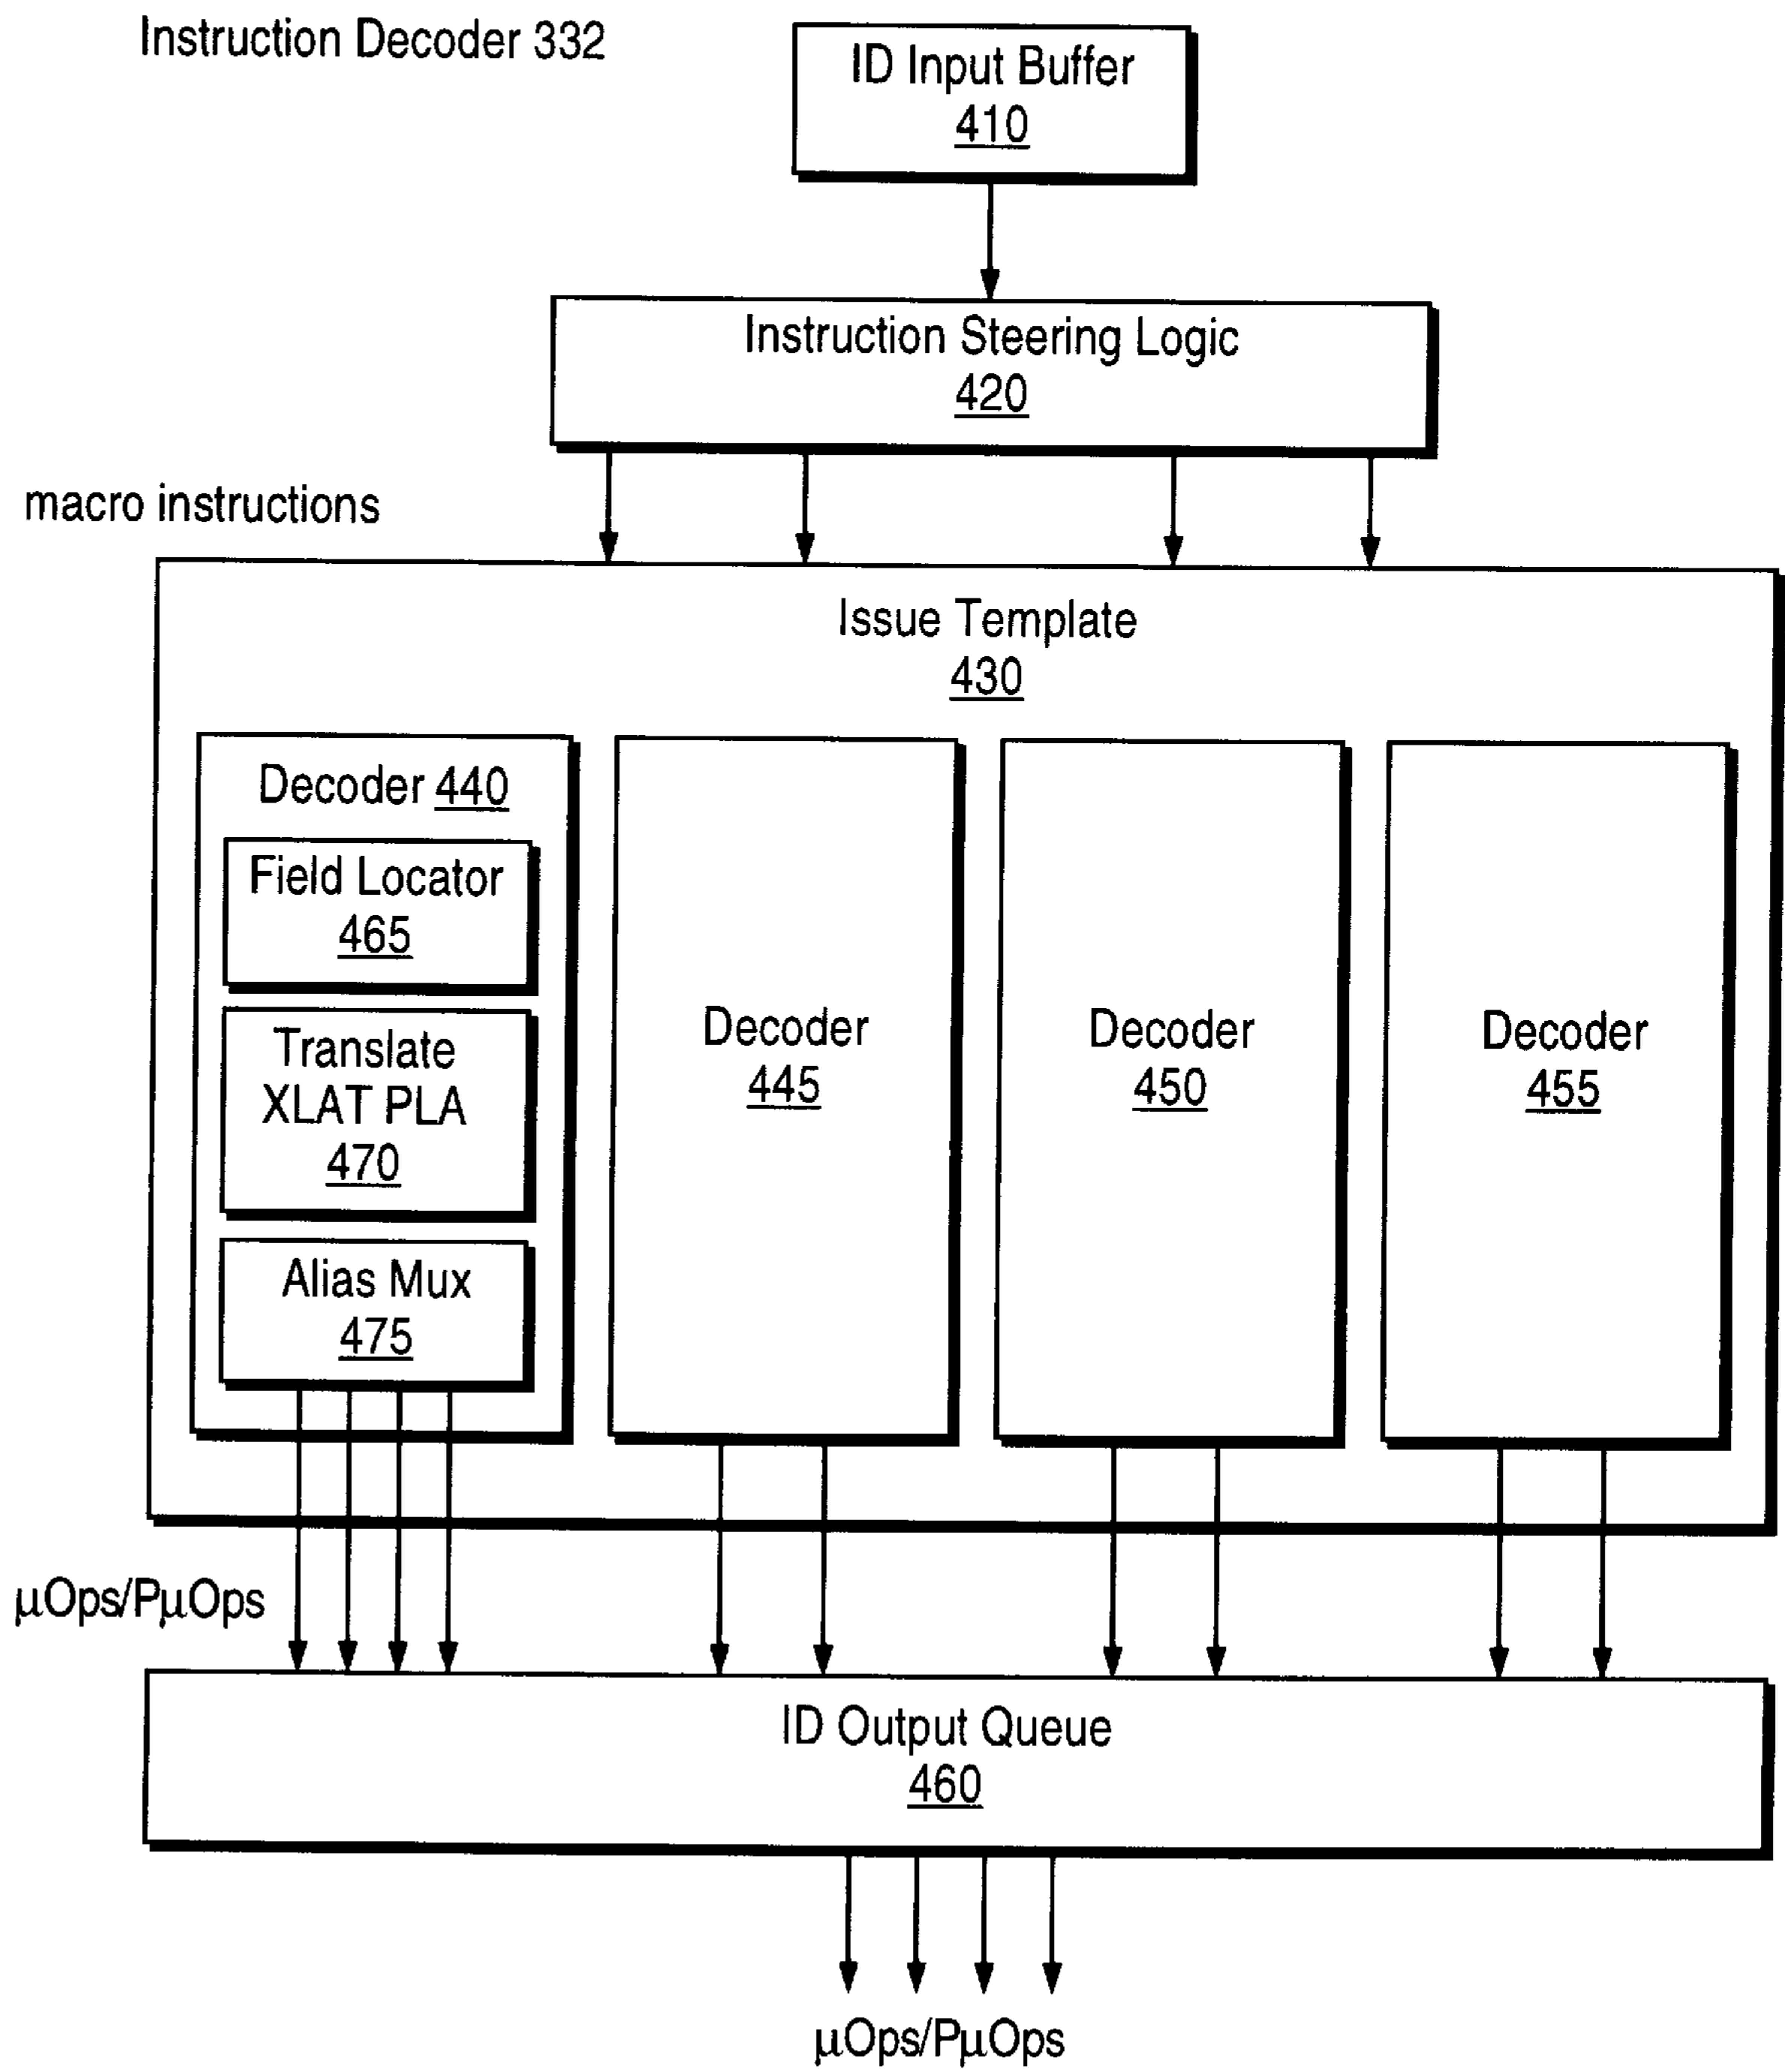 Instruction Decoder 332
ID Input Buffer
410
Instruction Steering Logic
420
macro instructions
Issue Template
430
Decoder 440
Field Locator
465
Translate
XLAT PLA
470
Alias Mux
475
Decoder
445
Decoder
450
Decoder
455
µOps/PµOps
ID Output Queue
460
µOps/PµOps